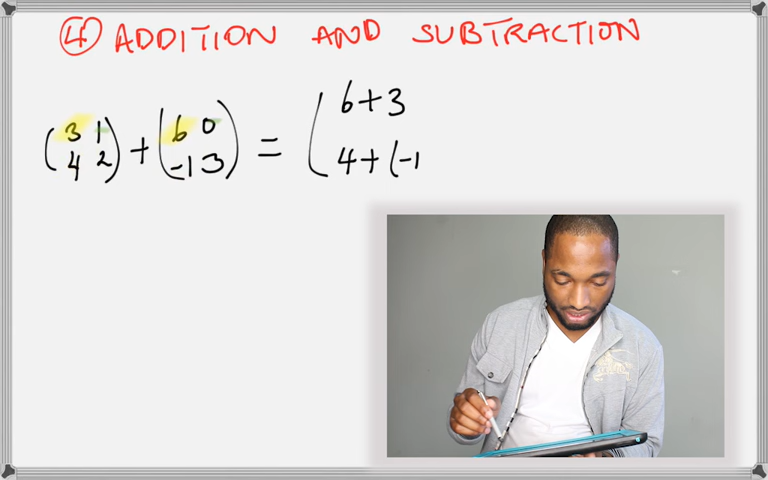 ④ ADDITION AND SUBTRACTION
(3 1) + (6 0) = (6+3
(4 2) (-1 3) 4+(-1